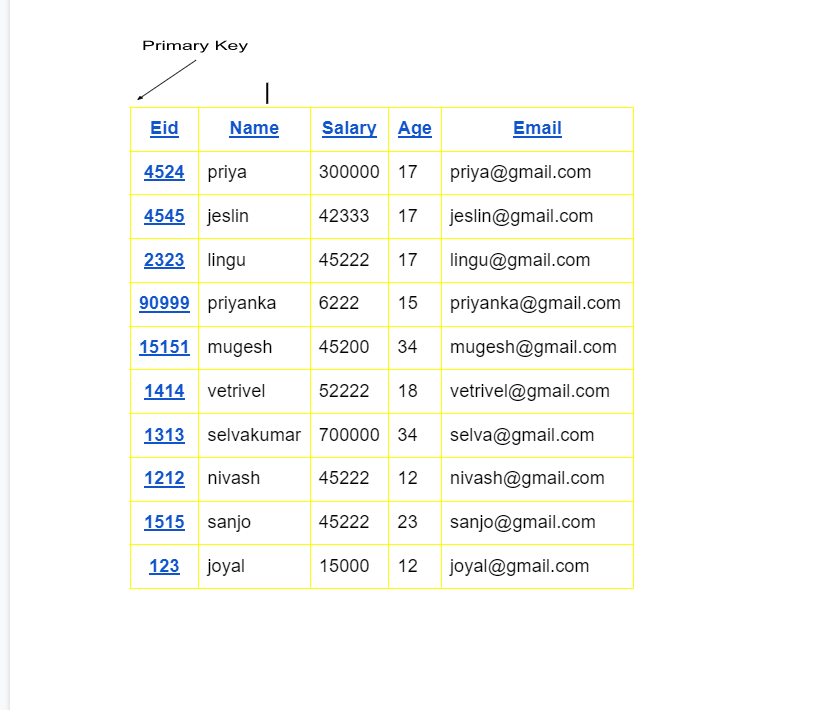 Primary Key
Eid Name Salary Age Email
4524 priya 300000 17 priya@gmail.com
4545 jeslin 42333 17 jeslin@gmail.com
2323 lingu 45222 17 lingu@gmail.com
90999 priyanka 6222 15 priyanka@gmail.com
15151 mugesh 45200 34 mugesh@gmail.com
1414 vetrivel 52222 18 vetrivel@gmail.com
1313 selvakumar 700000 34 selva@gmail.com
1212 nivash 45222 12 nivash@gmail.com
1515 sanjo 45222 23 sanjo@gmail.com
123 joyal 15000 12 joyal@gmail.com